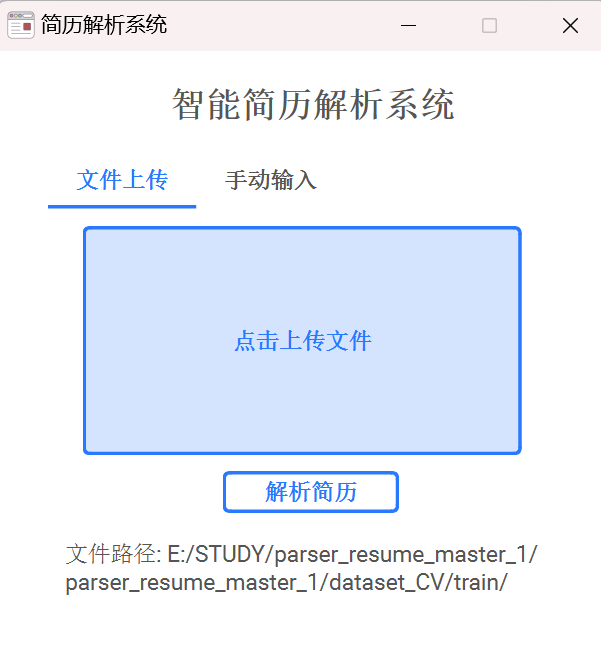 简历解析系统
智能简历解析系统
文件上传 手动输入
点击上传文件
解析简历
文件路径: E:/STUDY/parser_resume_master_1/
parser_resume_master_1/dataset_CV/train/